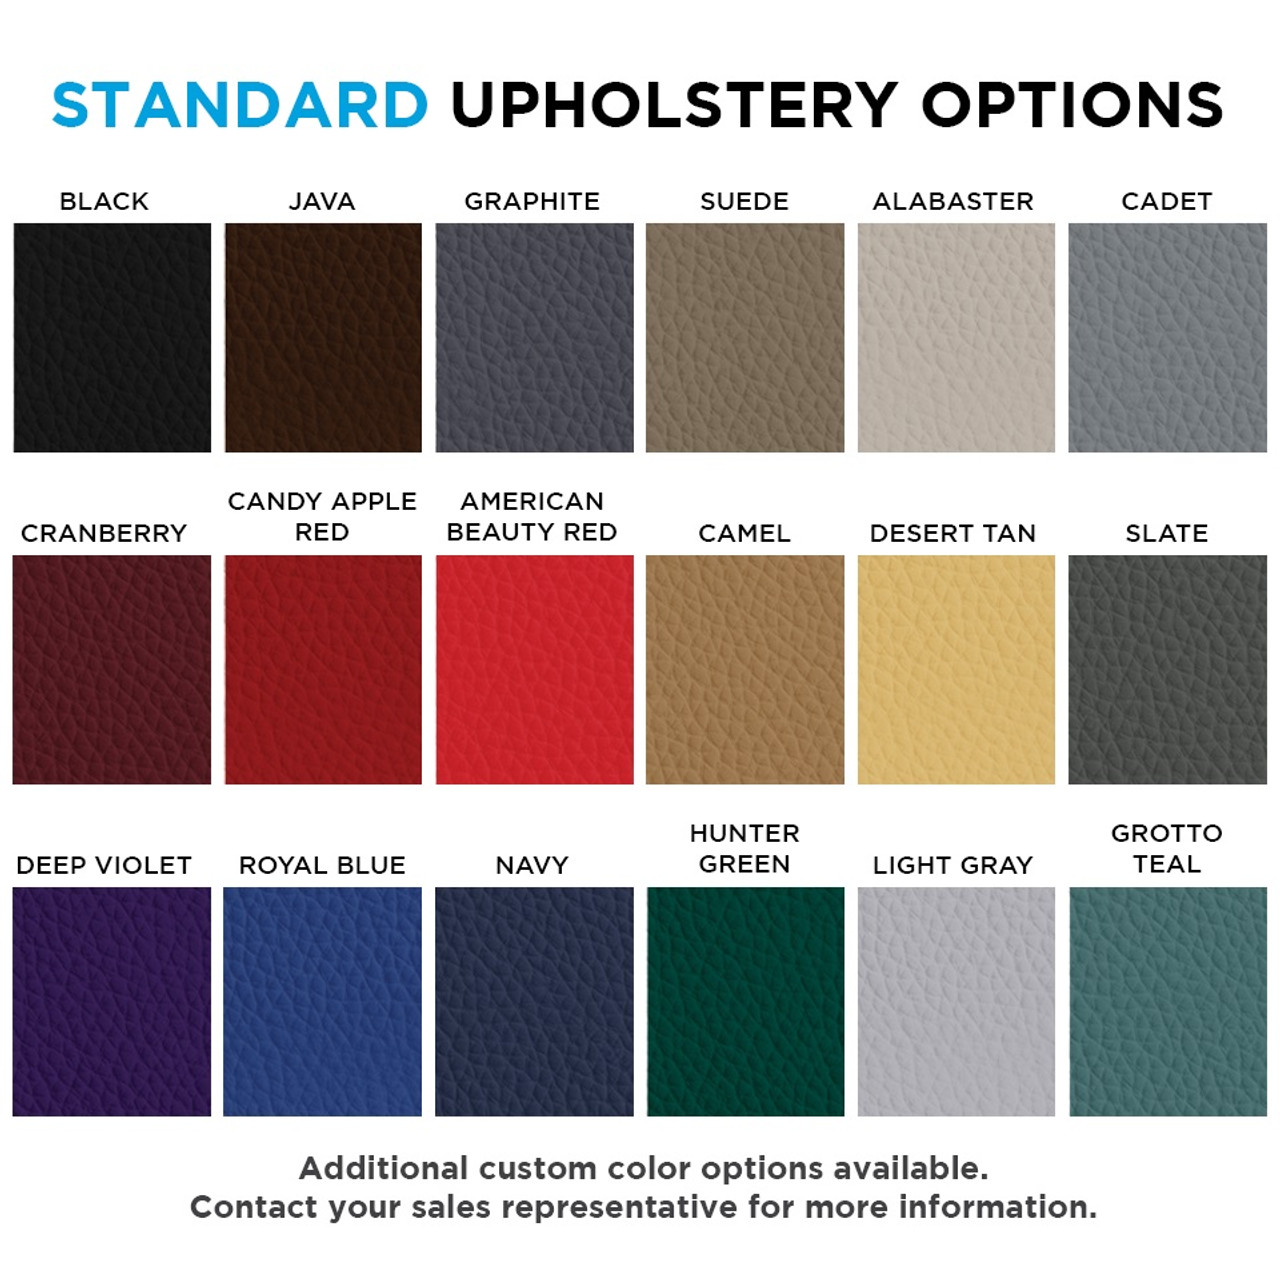 STANDARD UPHOLSTERY OPTIONS
BLACK
JAVA
GRAPHITE
SUEDE
ALABASTER
CADET
CRANBERRY
CANDY APPLE
RED
AMERICAN
BEAUTY RED
CAMEL
DESERT TAN
SLATE
DEEP VIOLET
ROYAL BLUE
NAVY
HUNTER
GREEN
LIGHT GRAY
GROTTO
TEAL
Additional custom color options available.
Contact your sales representative for more information.